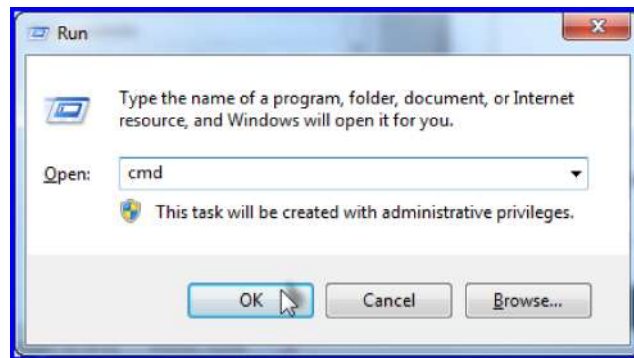 Run
Type the name of a program, folder, document, or Internet
resource, and Windows will open it for you.
Open: cmd
This task will be created with administrative privileges.
OK Cancel Browse...